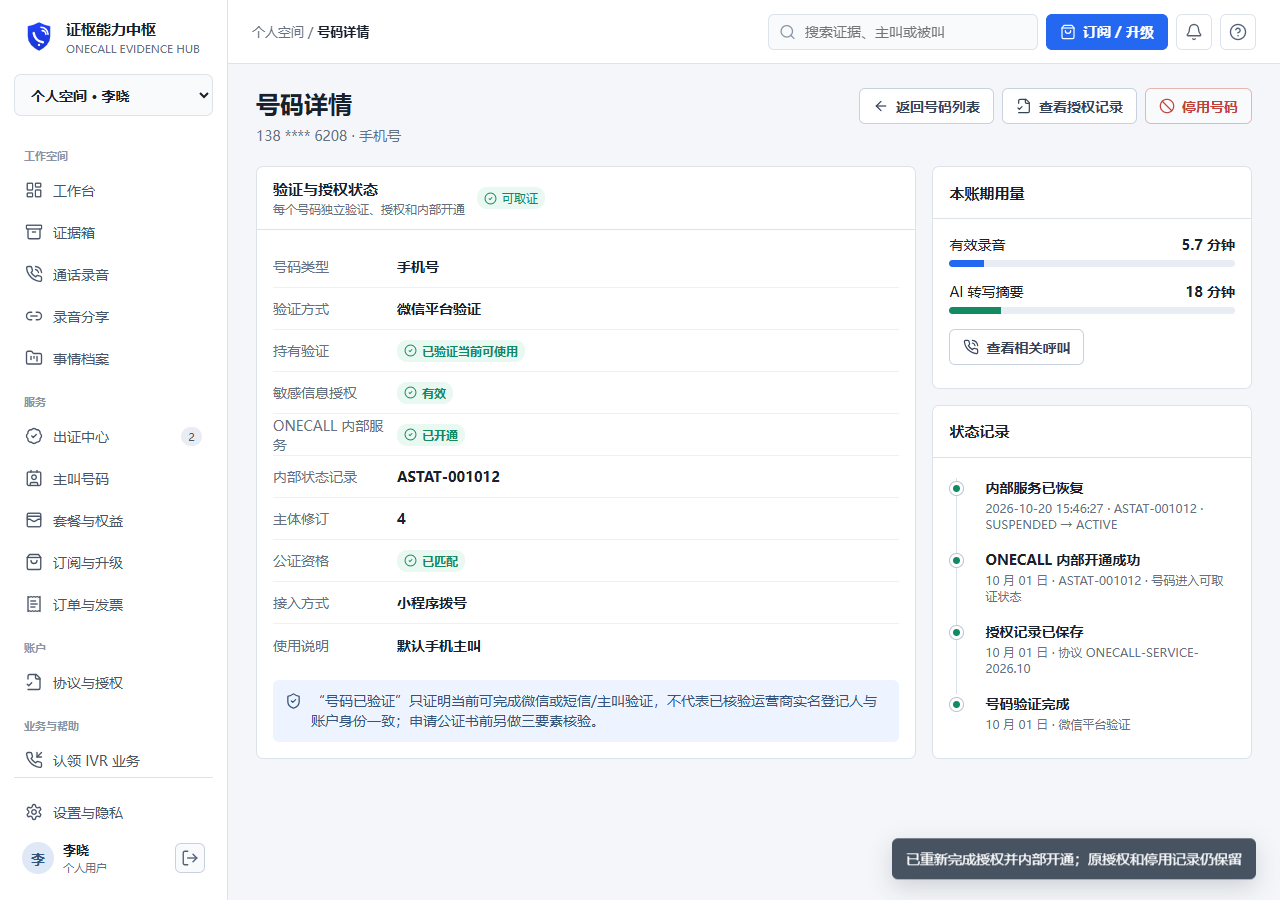 证枢能力中枢
ONECALL EVIDENCE HUB
个人空间 • 李晓
工作空间
工作台
证据箱
通话录音
录音分享
事情档案
服务
出证中心 2
主叫号码
套餐与权益
订阅与升级
订单与发票
账户
协议与授权
业务与帮助
认领 IVR 业务
设置与隐私
李
李晓
个人用户
个人空间 / 号码详情
搜索证据、主叫或被叫
订阅 / 升级
号码详情
138 **** 6208 · 手机号
返回号码列表
查看授权记录
停用号码
验证与授权状态
每个号码独立验证、授权和内部开通
可取证
号码类型 手机号
验证方式 微信平台验证
持有验证 已验证当前可使用
敏感信息授权 有效
ONECALL 内部服
务
已开通
内部状态记录 ASTAT-001012
主体修订 4
公证资格 已匹配
接入方式 小程序拨号
使用说明 默认手机主叫
“号码已验证”只证明当前可完成微信或短信/主叫验证，不代表已核验运营商实名登记人与
账户身份一致；申请公证书前另做三要素核验。
本账期用量
有效录音 5.7 分钟
AI 转写摘要 18 分钟
查看相关呼叫
状态记录
内部服务已恢复
2026-10-20 15:46:27 · ASTAT-001012 ·
SUSPENDED → ACTIVE
ONECALL 内部开通成功
10 月 01 日 · ASTAT-001012 · 号码进入可取
证状态
授权记录已保存
10 月 01 日 · 协议 ONECALL-SERVICE-
2026.10
号码验证完成
10 月 01 日 · 微信平台验证
已重新完成授权并内部开通；原授权和停用记录仍保留